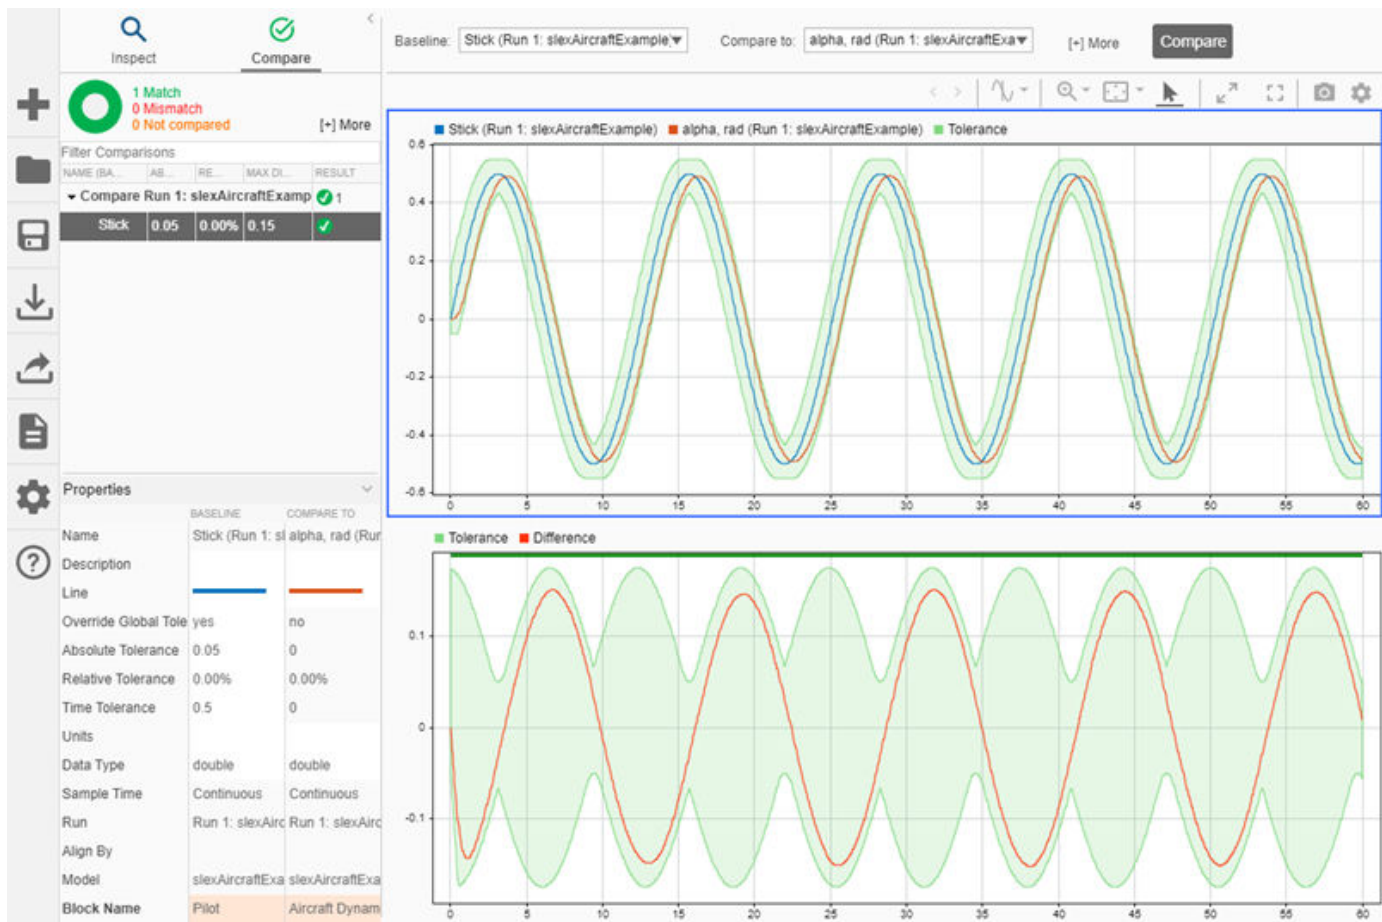 Inspect
Compare
1 Match
0 Mismatch
0 Not compared
[+] More
Filter Comparisons
NAME (BA... AB... RE... MAX DI... RESULT
Compare Run 1: slexAircraftExamp 1
Stick 0.05 0.00% 0.15
Properties
BASELINE COMPARE TO
Name Stick (Run 1: sl alpha, rad (Run
Description
Line
Override Global Tole yes no
Absolute Tolerance 0.05 0
Relative Tolerance 0.00% 0.00%
Time Tolerance 0.5 0
Units
Data Type double double
Sample Time Continuous Continuous
Run Run 1: slexAirc Run 1: slexAirc
Align By
Model slexAircraftExa slexAircraftExa
Block Name Pilot Aircraft Dynam
Baseline: Stick (Run 1: slexAircraftExample) Compare to: alpha, rad (Run 1: slexAircraftExa [+] More Compare
Stick (Run 1: slexAircraftExample) alpha, rad (Run 1: slexAircraftExample) Tolerance
0.6
0.4
0.2
0
-0.2
-0.4
-0.6
0 5 10 15 20 25 30 35 40 45 50 55 60
Tolerance Difference
0.1
0
-0.1
0 5 10 15 20 25 30 35 40 45 50 55 60